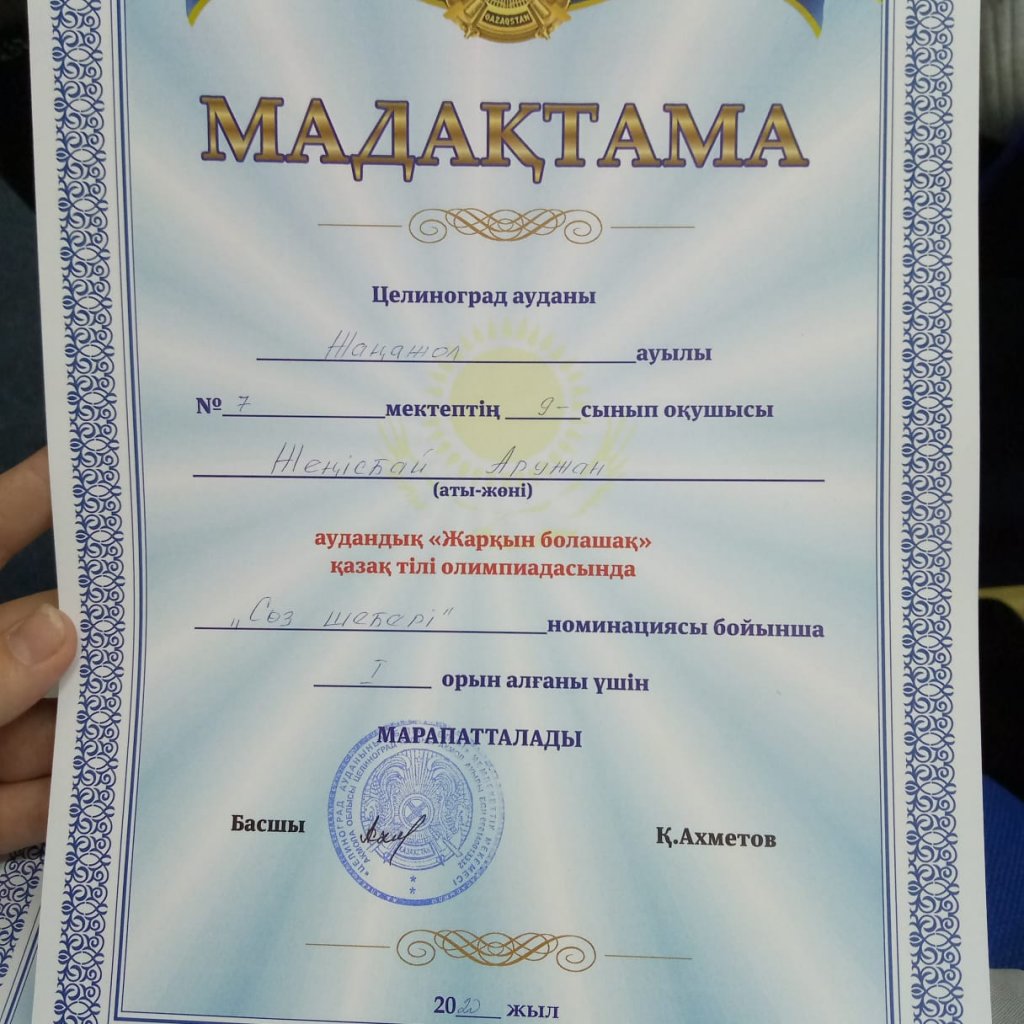 QAZAQSTAN
МАДАҚТАМА
Целиноград ауданы
Жаңажол ауылы
№ 7 мектептің 9- сынып оқушысы
Жеңісбай Аружан
(аты-жөні)
аудандық «Жарқын болашақ»
қазақ тілі олимпиадасында
„Сөз шебері" номинациясы бойынша
I орын алғаны үшін
МАРАПАТТАЛАДЫ
Басшы Қ.Ахметов
2020 жыл